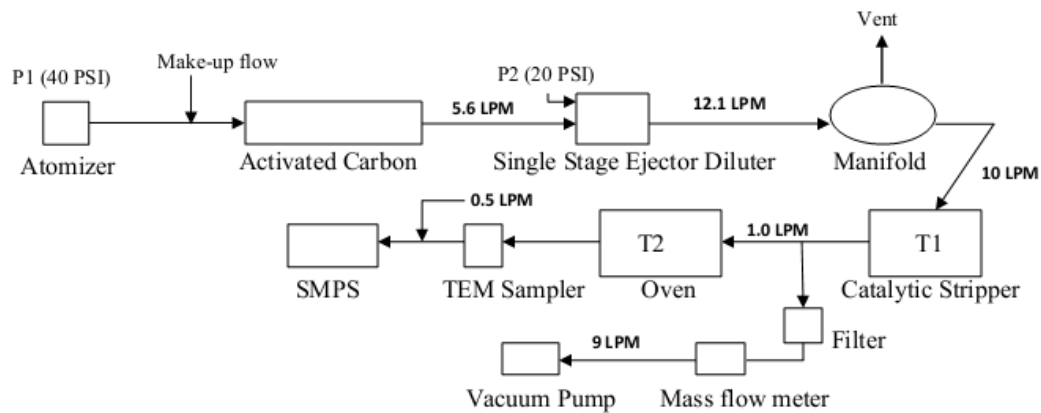 Vent
P1 (40 PSI)
Make-up flow
P2 (20 PSI)
5.6 LPM
12.1 LPM
Atomizer
Activated Carbon
Single Stage Ejector Diluter
Manifold
10 LPM
0.5 LPM
1.0 LPM
T2
T1
SMPS
TEM Sampler
Oven
Catalytic Stripper
Filter
9 LPM
Vacuum Pump
Mass flow meter